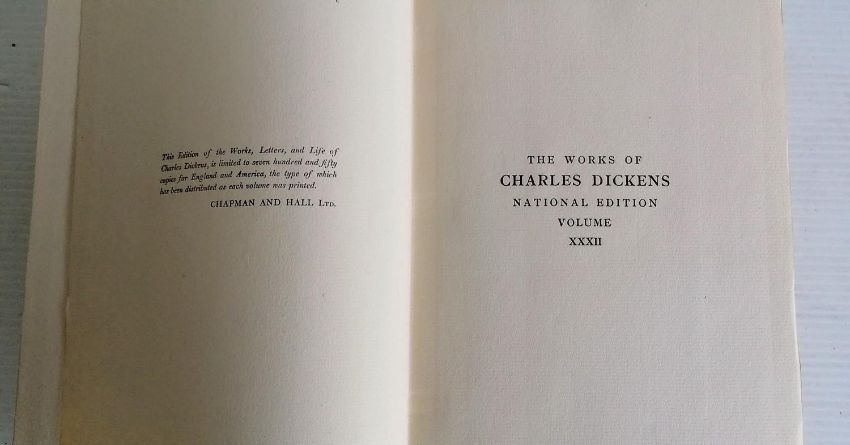 This Edition of the Works, Letters, and Life of
Charles Dickens, is limited to seven hundred and fifty
copies for England and America, the type of which
has been distributed as each volume was printed.
CHAPMAN AND HALL LTD.
THE WORKS OF
CHARLES DICKENS
NATIONAL EDITION
VOLUME
XXXII